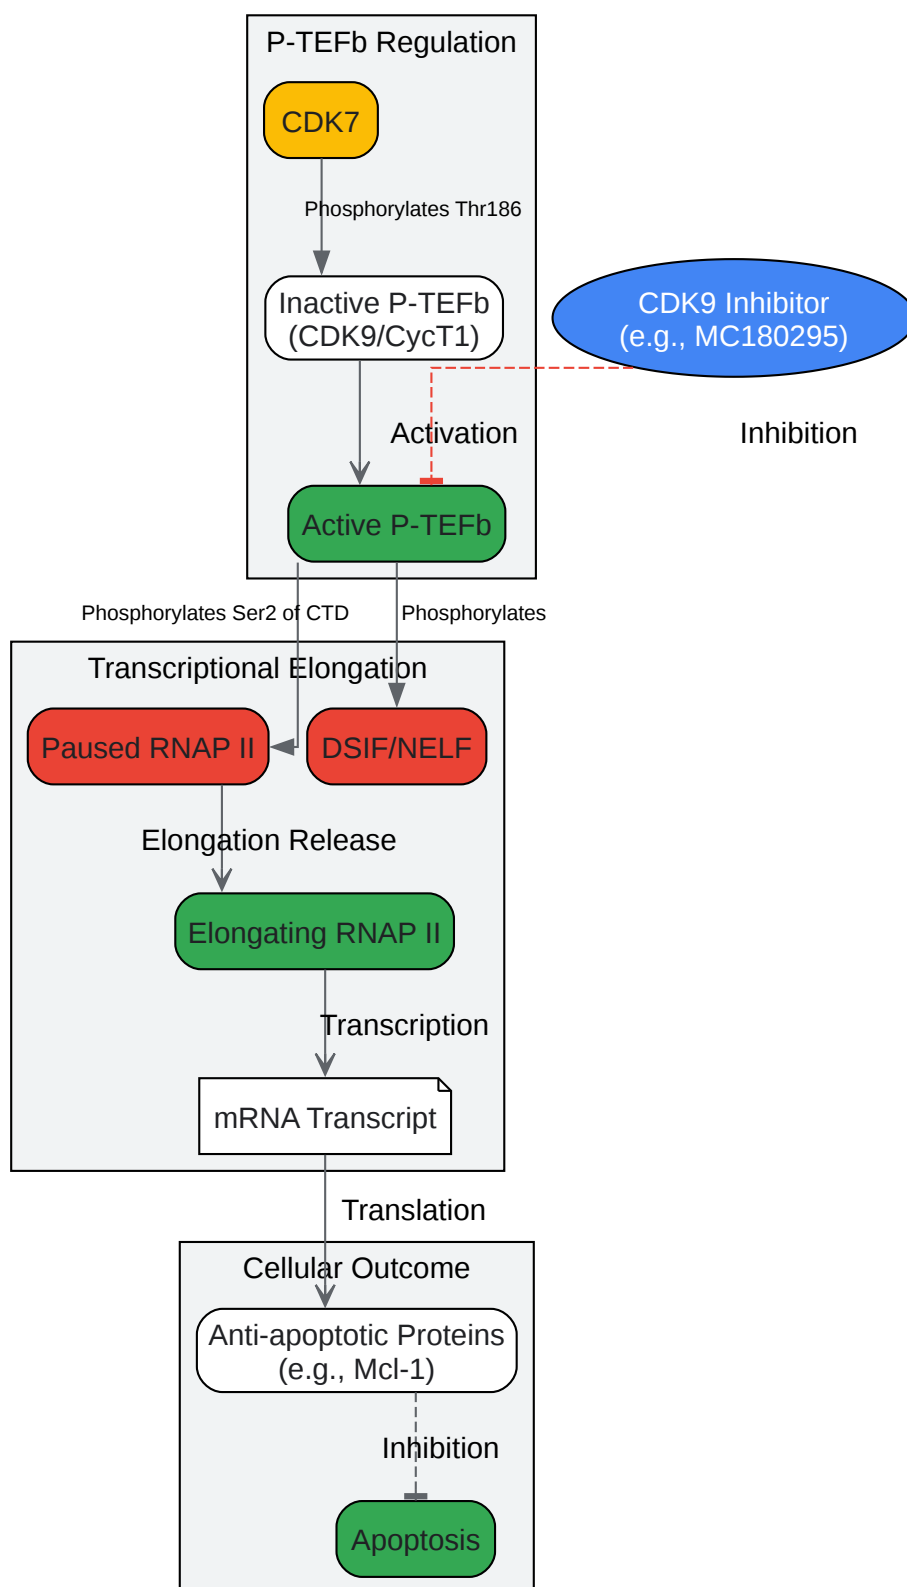 P-TEFb Regulation
CDK7
Phosphorylates Thr186
Inactive P-TEFb
(CDK9/CycT1)
CDK9 Inhibitor
(e.g., MC180295)
Activation
Inhibition
Active P-TEFb
Phosphorylates Ser2 of CTD
Phosphorylates
Transcriptional Elongation
Paused RNAP II
DSIF/NELF
Elongation Release
Elongating RNAP II
Transcription
mRNA Transcript
Translation
Cellular Outcome
Anti-apoptotic Proteins
(e.g., Mcl-1)
Inhibition
Apoptosis